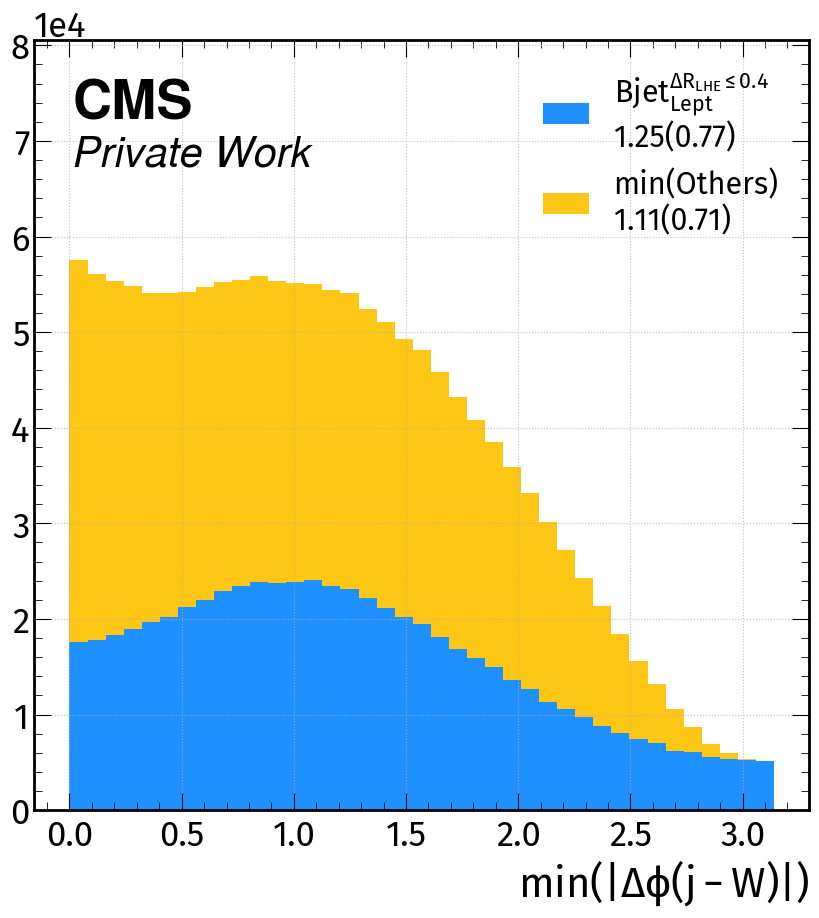 1e4
8
7
6
5
4
3
2
1
0
CMS
Private Work
Bjet_Lept^ΔR_LHE ≤ 0.4
1.25(0.77)
min(Others)
1.11(0.71)
0.0 0.5 1.0 1.5 2.0 2.5 3.0
min(|Δϕ(j − W)|)